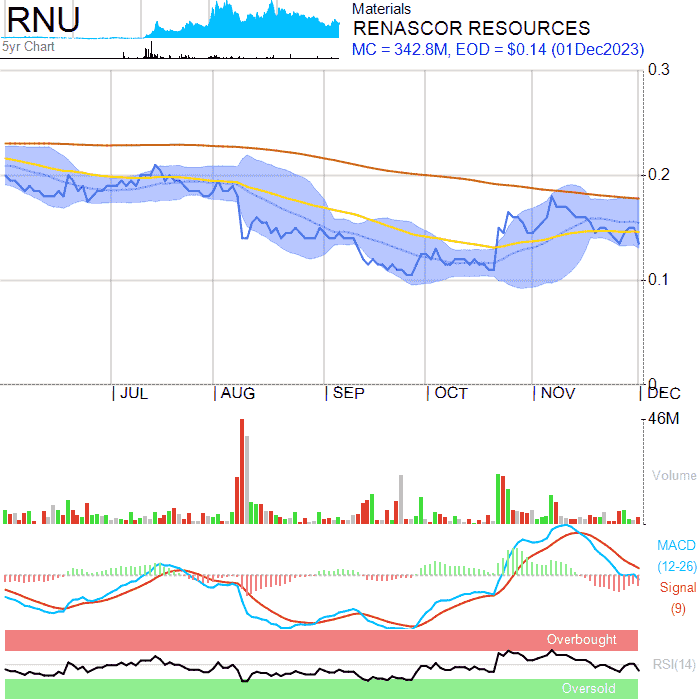 RNU
5yr Chart
Materials
RENASCOR RESOURCES
MC = 342.8M, EOD = $0.14 (01Dec2023)
0.3
0.2
0.1
0
JUL AUG SEP OCT NOV DEC
46M
Volume
MACD
(12-26)
Signal
(9)
Overbought
RSI(14)
Oversold